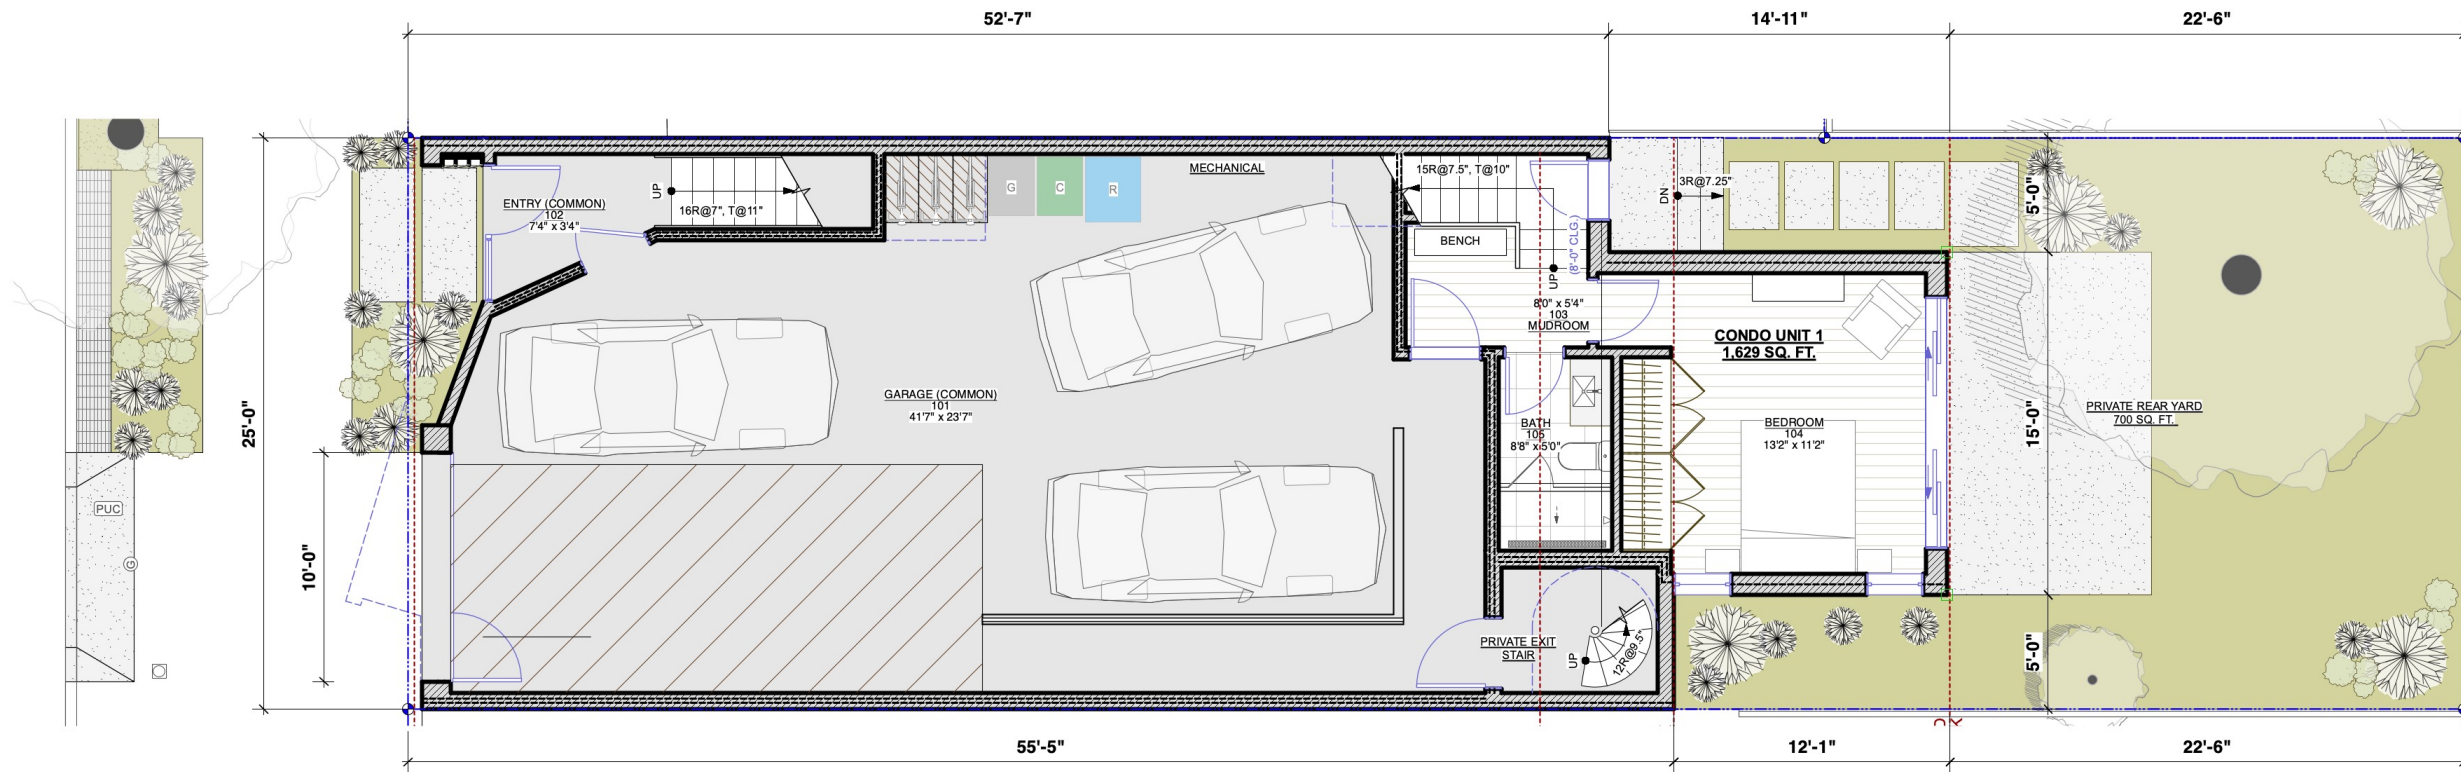 52'-7"
14'-11"
22'-6"
MECHANICAL
15R@7.5", T@10"
UP
16R@7", T@11"
G
C
R
DN
3R@7.25"
5'-0"
ENTRY (COMMON)
102
7'4" x 3'4"
BENCH
(8'-0" CLG.)
UP
8'0" x 5'4"
103
MUDROOM
CONDO UNIT 1
1,629 SQ. FT.
GARAGE (COMMON)
101
41'7" x 23'7"
PRIVATE REAR YARD
700 SQ. FT.
25'-0"
15'-0"
BATH
105
8'8" x 5'0"
BEDROOM
104
13'2" x 11'2"
PUC
G
10'-0"
PRIVATE EXIT
STAIR
UP
12R@9.5"
5'-0"
55'-5"
12'-1"
22'-6"